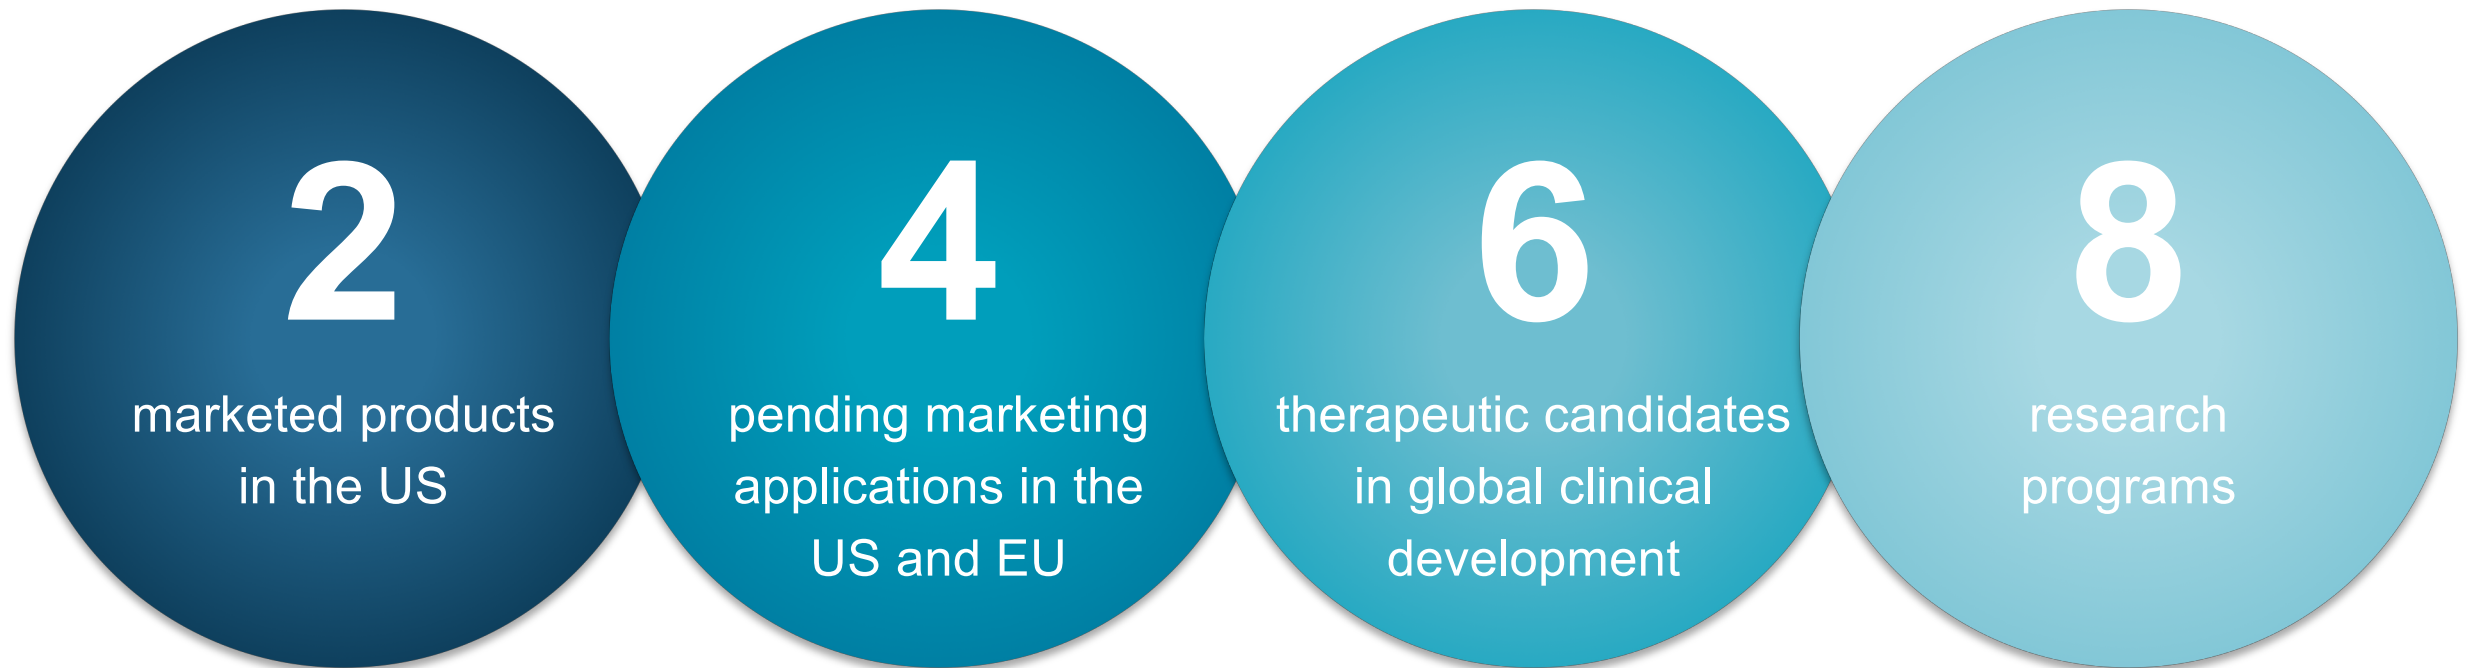 2
marketed products
in the US
4
pending marketing
applications in the
US and EU
6
therapeutic candidates
in global clinical
development
8
research
programs